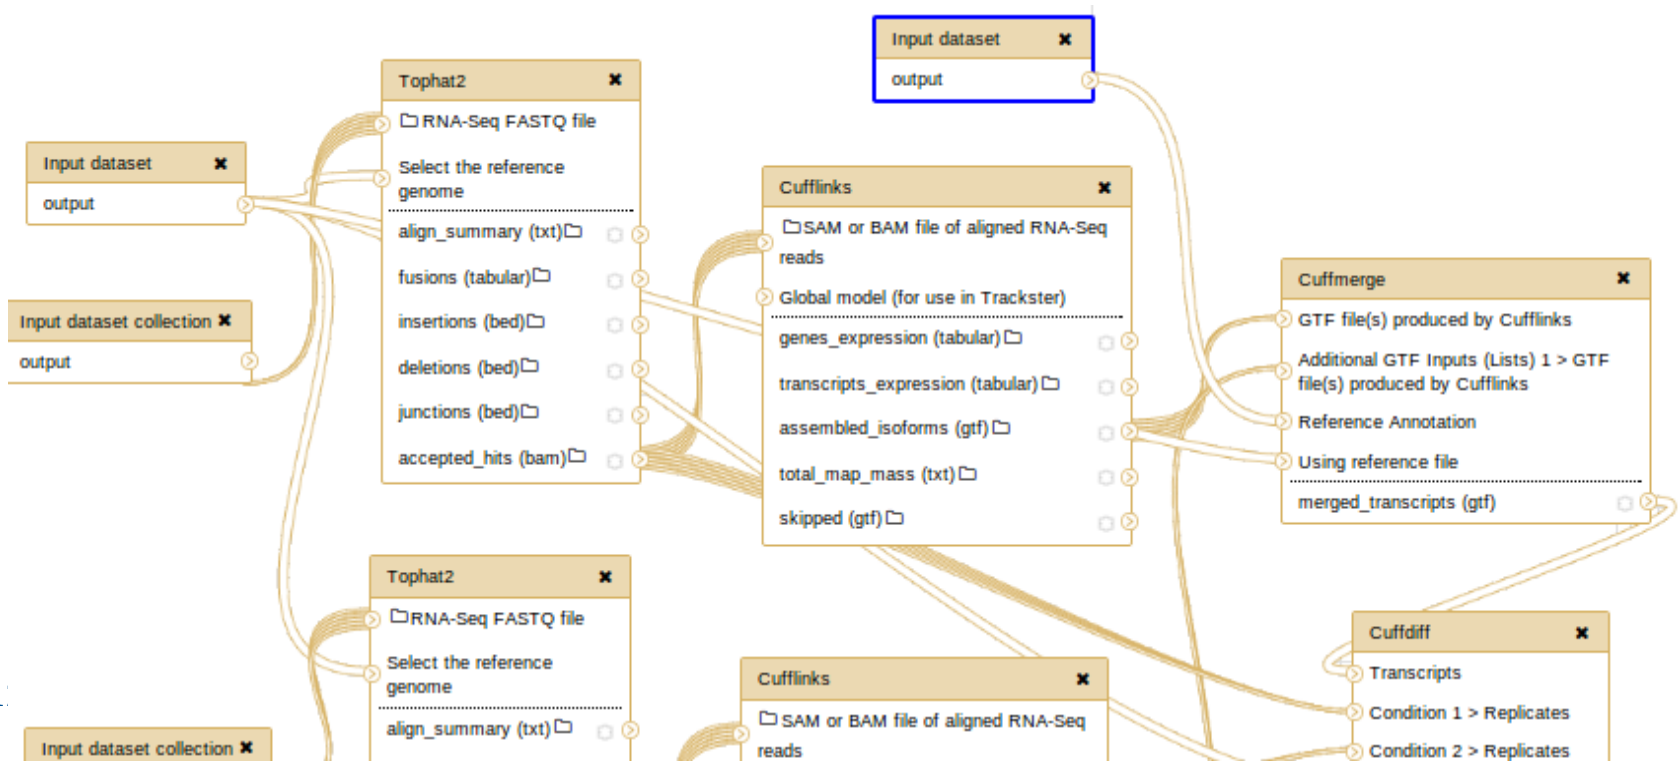 Input dataset
output
Tophat2
RNA-Seq FASTQ file
Select the reference
genome
align_summary (txt)
fusions (tabular)
insertions (bed)
deletions (bed)
junctions (bed)
accepted_hits (bam)
Input dataset
output
Input dataset collection
output
Cufflinks
SAM or BAM file of aligned RNA-Seq
reads
Global model (for use in Trackster)
genes_expression (tabular)
transcripts_expression (tabular)
assembled_isoforms (gtf)
total_map_mass (txt)
skipped (gtf)
Cuffmerge
GTF file(s) produced by Cufflinks
Additional GTF Inputs (Lists) 1 > GTF
file(s) produced by Cufflinks
Reference Annotation
Using reference file
merged_transcripts (gtf)
Tophat2
RNA-Seq FASTQ file
Select the reference
genome
align_summary (txt)
Input dataset collection
Cufflinks
SAM or BAM file of aligned RNA-Seq
reads
Cuffdiff
Transcripts
Condition 1 > Replicates
Condition 2 > Replicates